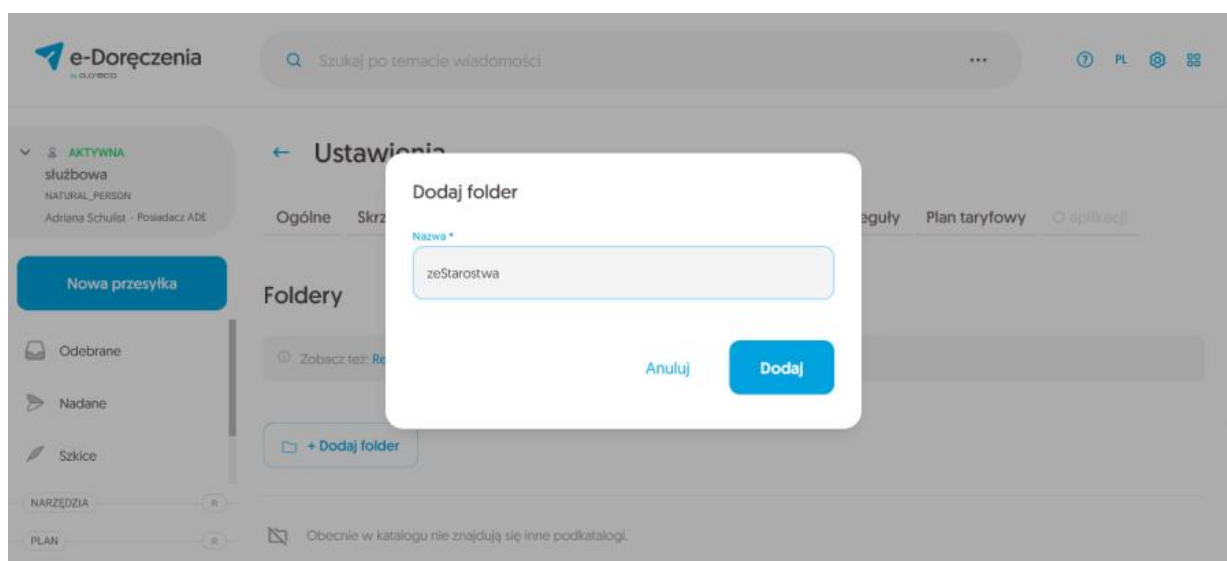 e-Doręczenia
Szukaj po temacie wiadomości
...
PL
AKTYWNA
służbowa
NATURAL_PERSON
Adriana Schulist - Posiadacz ADE
Nowa przesyłka
Odebrane
Nadane
Szkice
NARZĘDZIA
R
PLAN
R
← Ustawienia
Ogólne Skrz
eguły Plan taryfowy O aplikacji
Foldery
Zobacz też: Re
+ Dodaj folder
Obecnie w katalogu nie znajdują się inne podkatalogi.
Dodaj folder
Nazwa *
zeStarostwa
Anuluj Dodaj